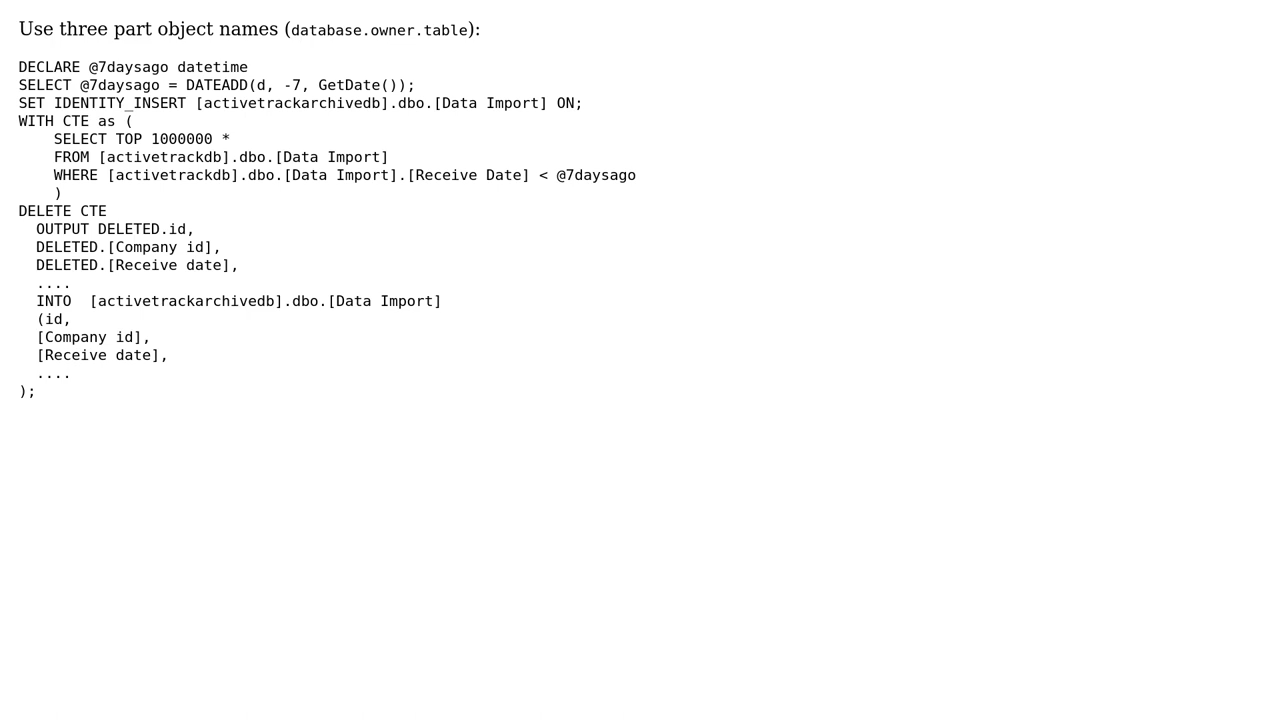 Use three part object names (database.owner.table):
DECLARE @7daysago datetime
SELECT @7daysago = DATEADD(d, -7, GetDate());
SET IDENTITY_INSERT [activetrackarchivedb].dbo.[Data Import] ON;
WITH CTE as (
    SELECT TOP 1000000 *
    FROM [activetrackdb].dbo.[Data Import]
    WHERE [activetrackdb].dbo.[Data Import].[Receive Date] < @7daysago
    )
DELETE CTE
  OUTPUT DELETED.id,
  DELETED.[Company id],
  DELETED.[Receive date],
  ....
  INTO  [activetrackarchivedb].dbo.[Data Import]
  (id,
  [Company id],
  [Receive date],
  ....
);